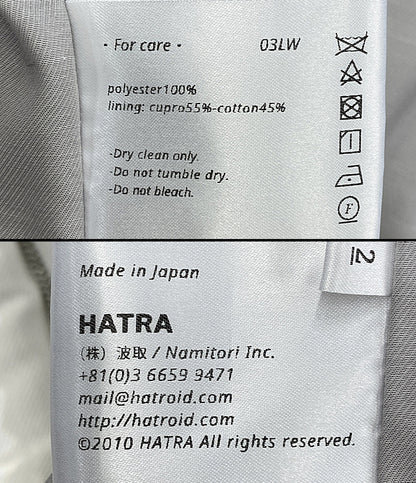 · For care ·
03LW
polyester100%
lining: cupro55%-cotton45%
-Dry clean only.
-Do not tumble dry.
-Do not bleach.
F
2
Made in Japan
HATRA
(株) 波取 / Namitori Inc.
+81(0)3 6659 9471
mail@hatroid.com
http://hatroid.com
©2010 HATRA All rights reserved.